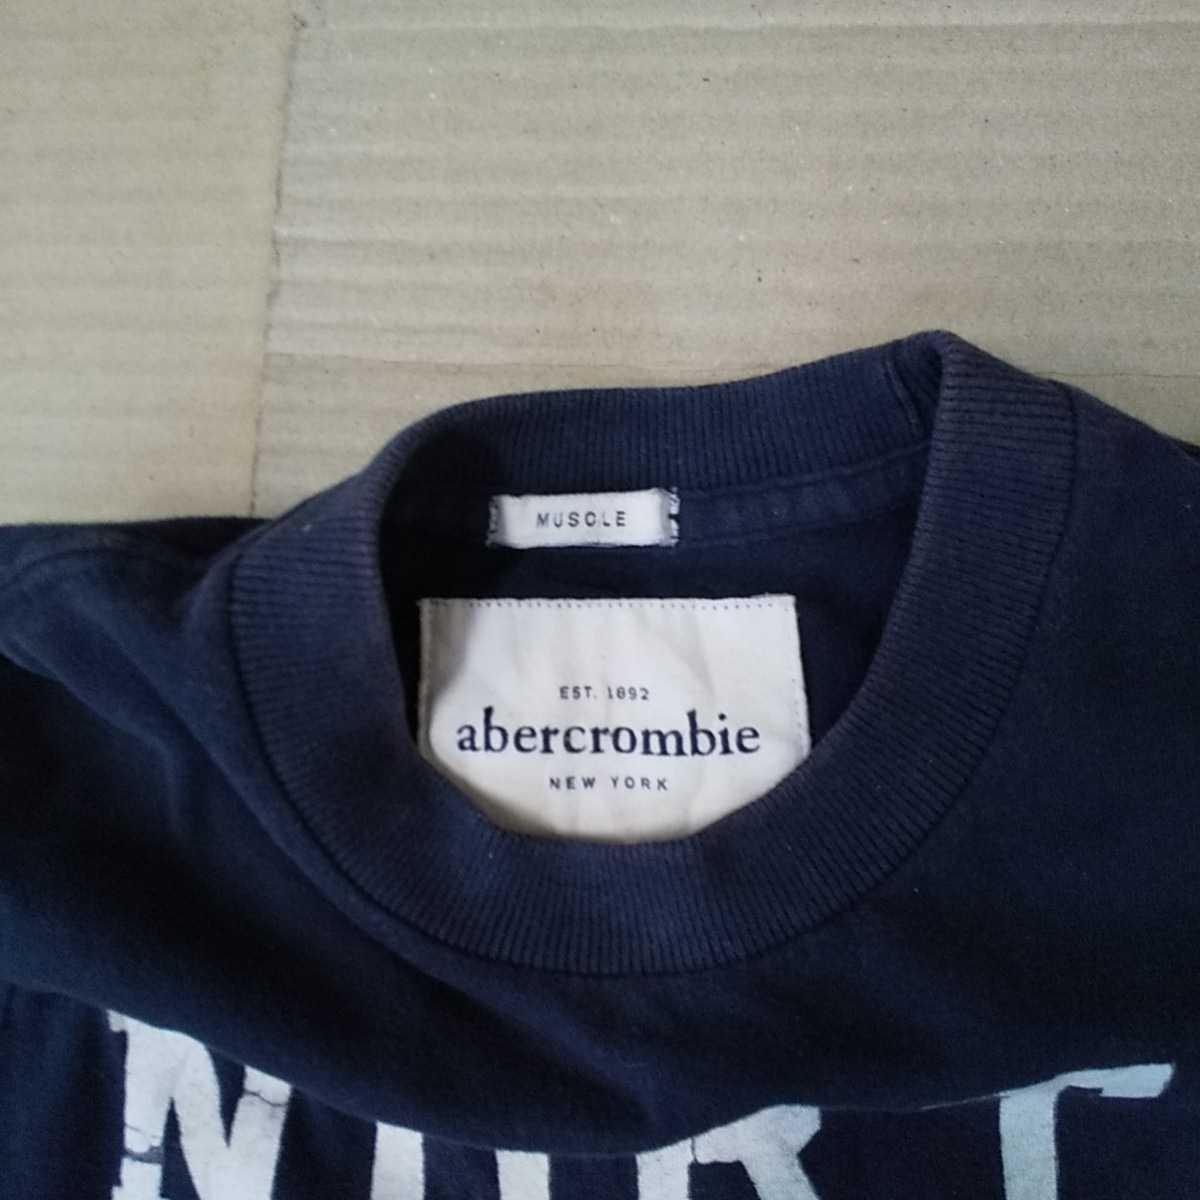 MUSCLE
EST. 1892
abercrombie
NEW YORK